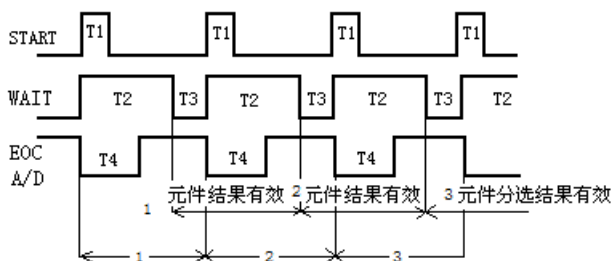 START T1 T1 T1 T1
WAIT T2 T3 T2 T3 T2 T3 T2
EOC
A/D T4 T4 T4
1 元件结果有效 2 元件结果有效 3 元件分选结果有效
1 2 3